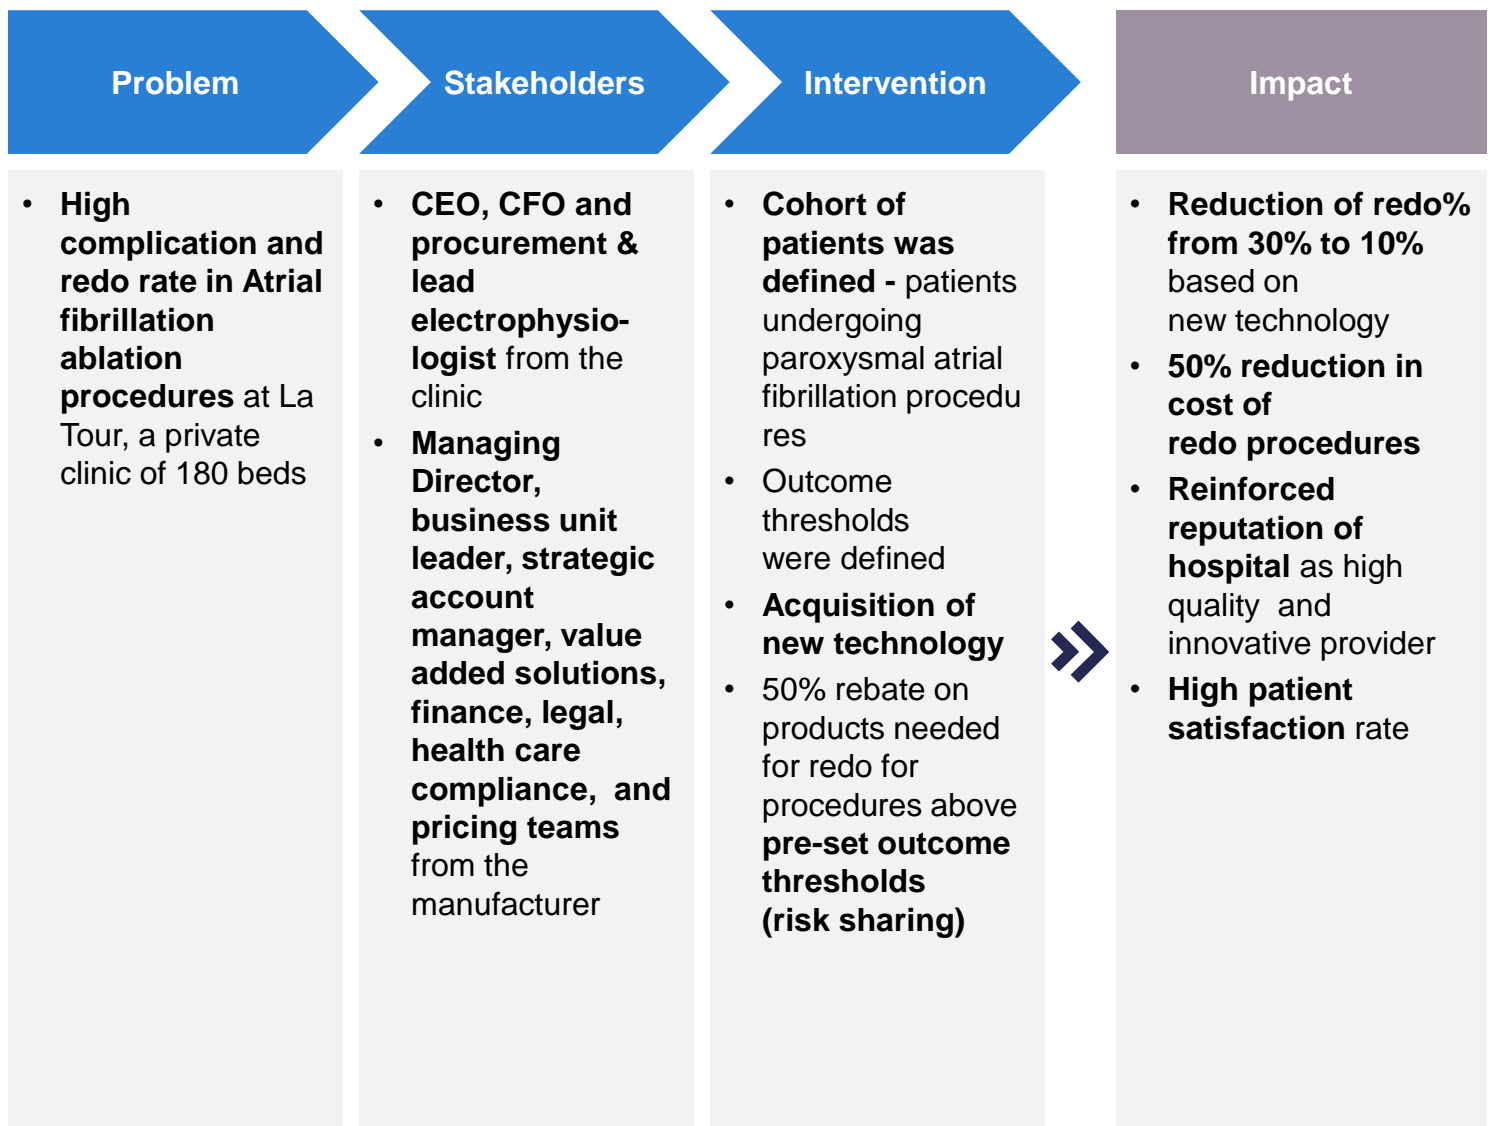 Problem
Stakeholders
Intervention
Impact
• High
complication and
redo rate in Atrial
fibrillation
ablation
procedures at La
Tour, a private
clinic of 180 beds
• CEO, CFO and
procurement &
lead
electrophysio-
logist from the
clinic
• Managing
Director,
business unit
leader, strategic
account
manager, value
added solutions,
finance, legal,
health care
compliance,  and
pricing teams
from the
manufacturer
• Cohort of
patients was
defined - patients
undergoing
paroxysmal atrial
fibrillation procedu
res
• Outcome
thresholds
were defined
• Acquisition of
new technology
• 50% rebate on
products needed
for redo for
procedures above
pre-set outcome
thresholds
(risk sharing)
• Reduction of redo%
from 30% to 10%
based on
new technology
• 50% reduction in
cost of
redo procedures
• Reinforced
reputation of
hospital as high
quality  and
innovative provider
• High patient
satisfaction rate